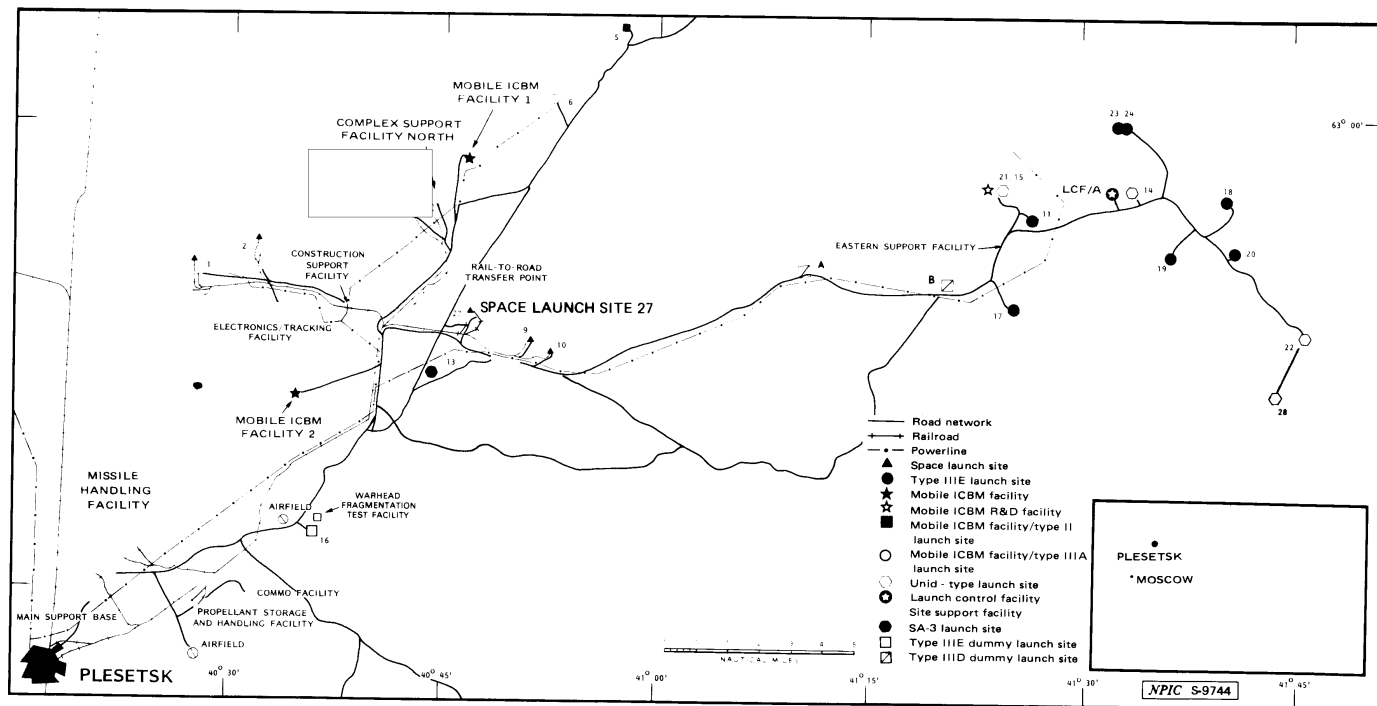 5
MOBILE ICBM
FACILITY 1
6
COMPLEX SUPPORT
FACILITY NORTH
23 24
63° 00'
21 15
LCF/A
14
18
11
2
1
CONSTRUCTION
SUPPORT
FACILITY
RAIL-TO-ROAD
TRANSFER POINT
EASTERN SUPPORT FACILITY
A
B
19
20
SPACE LAUNCH SITE 27
ELECTRONICS/TRACKING
FACILITY
9
10
17
13
22
28
MOBILE ICBM
FACILITY 2
MISSILE
HANDLING
FACILITY
AIRFIELD
WARHEAD
FRAGMENTATION
TEST FACILITY
16
COMMO FACILITY
MAIN SUPPORT BASE
PROPELLANT STORAGE
AND HANDLING FACILITY
AIRFIELD
PLESETSK
Road network
Railroad
Powerline
Space launch site
Type IIIE launch site
Mobile ICBM facility
Mobile ICBM R&D facility
Mobile ICBM facility/type II
launch site
Mobile ICBM facility/type IIIA
launch site
Unid - type launch site
Launch control facility
Site support facility
SA-3 launch site
Type IIIE dummy launch site
Type IIID dummy launch site
PLESETSK
MOSCOW
NAUTICAL MILES
40° 30'
40° 45'
41° 00'
41° 15'
41° 30'
41° 45'
NPIC S-9744